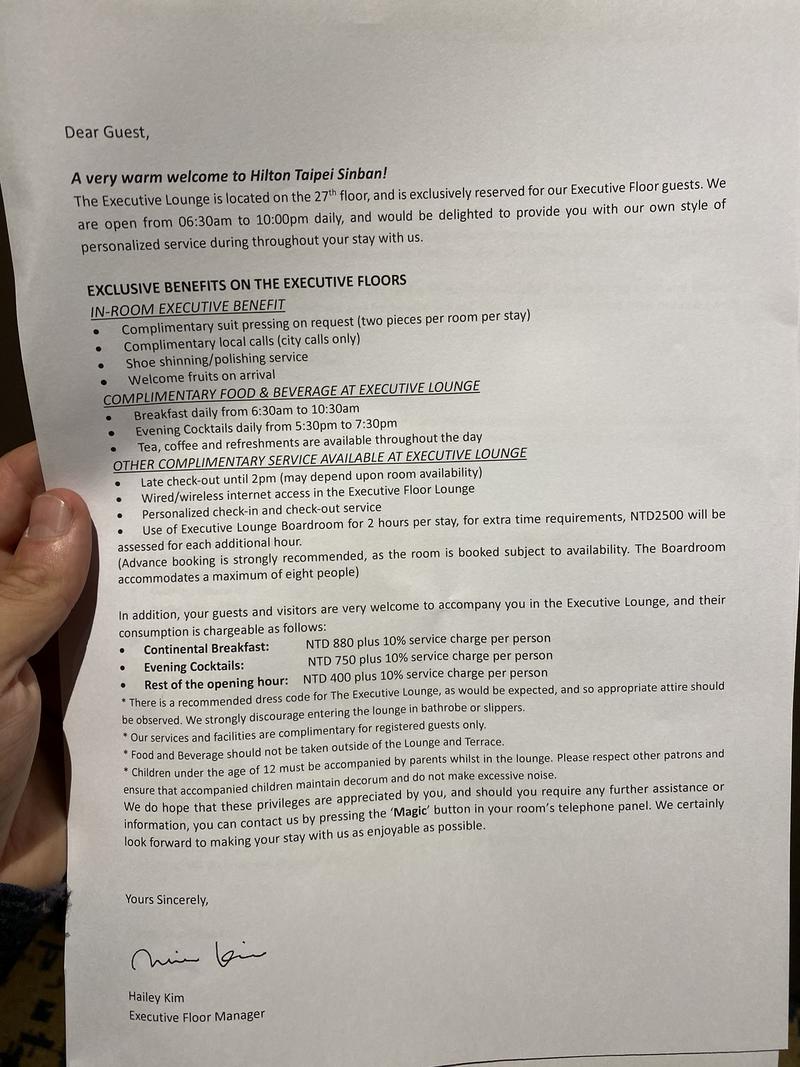 Dear Guest,
A very warm welcome to Hilton Taipei Sinban!
The Executive Lounge is located on the 27th floor, and is exclusively reserved for our Executive Floor guests. We
are open from 06:30am to 10:00pm daily, and would be delighted to provide you with our own style of
personalized service during throughout your stay with us.
EXCLUSIVE BENEFITS ON THE EXECUTIVE FLOORS
IN-ROOM EXECUTIVE BENEFIT
• Complimentary suit pressing on request (two pieces per room per stay)
• Complimentary local calls (city calls only)
• Shoe shinning/polishing service
• Welcome fruits on arrival
COMPLIMENTARY FOOD & BEVERAGE AT EXECUTIVE LOUNGE
• Breakfast daily from 6:30am to 10:30am
• Evening Cocktails daily from 5:30pm to 7:30pm
• Tea, coffee and refreshments are available throughout the day
OTHER COMPLIMENTARY SERVICE AVAILABLE AT EXECUTIVE LOUNGE
• Late check-out until 2pm (may depend upon room availability)
• Wired/wireless internet access in the Executive Floor Lounge
• Personalized check-in and check-out service
• Use of Executive Lounge Boardroom for 2 hours per stay, for extra time requirements, NTD2500 will be
assessed for each additional hour.
(Advance booking is strongly recommended, as the room is booked subject to availability. The Boardroom
accommodates a maximum of eight people)
In addition, your guests and visitors are very welcome to accompany you in the Executive Lounge, and their
consumption is chargeable as follows:
• Continental Breakfast: NTD 880 plus 10% service charge per person
• Evening Cocktails: NTD 750 plus 10% service charge per person
• Rest of the opening hour: NTD 400 plus 10% service charge per person
* There is a recommended dress code for The Executive Lounge, as would be expected, and so appropriate attire should
be observed. We strongly discourage entering the lounge in bathrobe or slippers.
* Our services and facilities are complimentary for registered guests only.
* Food and Beverage should not be taken outside of the Lounge and Terrace.
* Children under the age of 12 must be accompanied by parents whilst in the lounge. Please respect other patrons and
ensure that accompanied children maintain decorum and do not make excessive noise.
We do hope that these privileges are appreciated by you, and should you require any further assistance or
information, you can contact us by pressing the 'Magic' button in your room's telephone panel. We certainly
look forward to making your stay with us as enjoyable as possible.
Yours Sincerely,
Hailey Kim
Executive Floor Manager